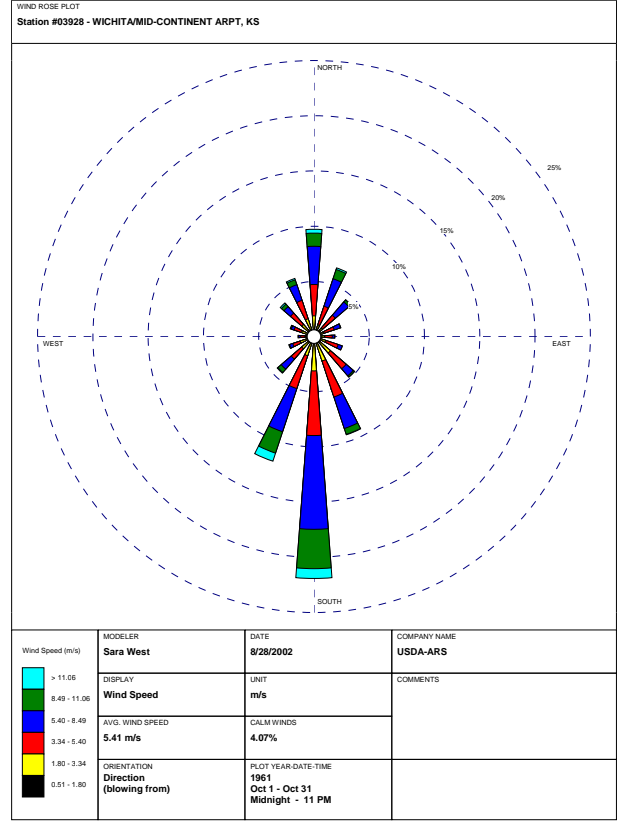 WIND ROSE PLOT
Station #03928 - WICHITA/MID-CONTINENT ARPT, KS
NORTH
25%
20%
15%
10%
5%
WEST
EAST
SOUTH
Wind Speed (m/s)
> 11.06
8.49 - 11.06
5.40 - 8.49
3.34 - 5.40
1.80 - 3.34
0.51 - 1.80
MODELER
Sara West
DATE
8/28/2002
COMPANY NAME
USDA-ARS
DISPLAY
Wind Speed
UNIT
m/s
COMMENTS
AVG. WIND SPEED
5.41 m/s
CALM WINDS
4.07%
ORIENTATION
Direction
(blowing from)
PLOT YEAR-DATE-TIME
1961
Oct 1 - Oct 31
Midnight - 11 PM